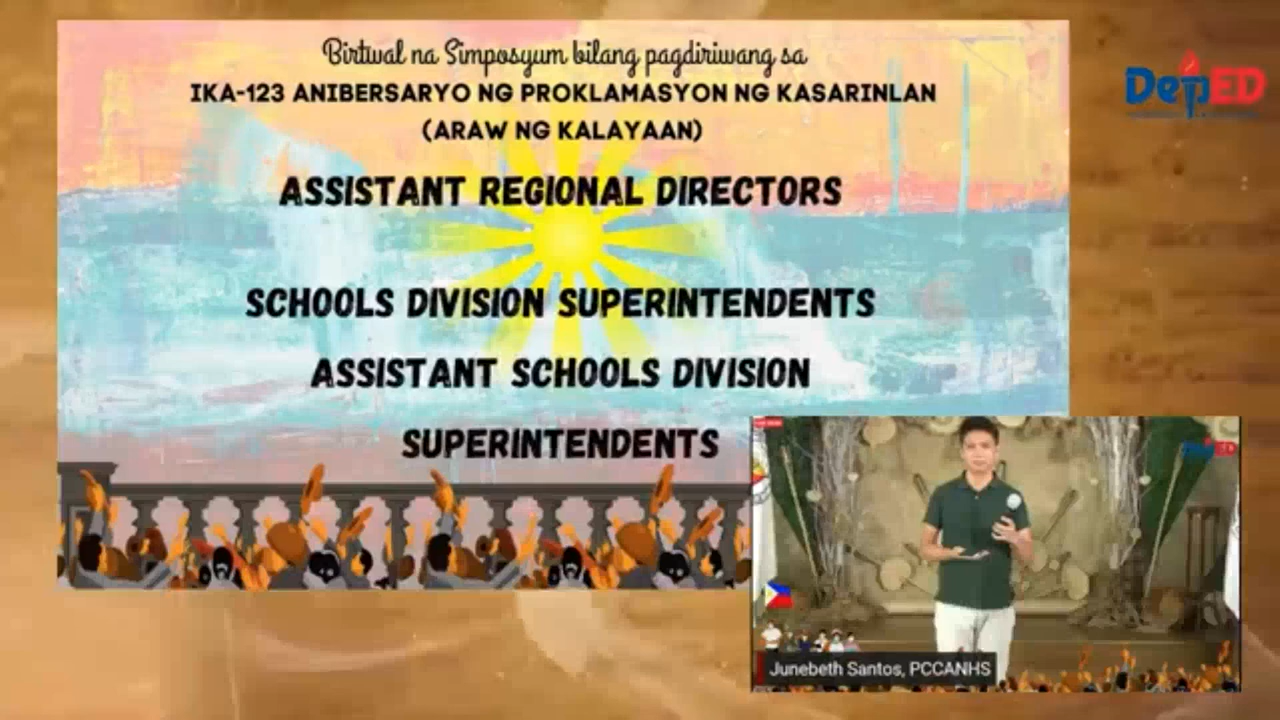 Birtwal na Simposyum bilang pagdiriwang sa
IKA-123 ANIBERSARYO NG PROKLAMASYON NG KASARINLAN
(ARAW NG KALAYAAN)
ASSISTANT REGIONAL DIRECTORS
SCHOOLS DIVISION SUPERINTENDENTS
ASSISTANT SCHOOLS DIVISION
SUPERINTENDENTS
DepED
DepED
Junebeth Santos, PCCANHS